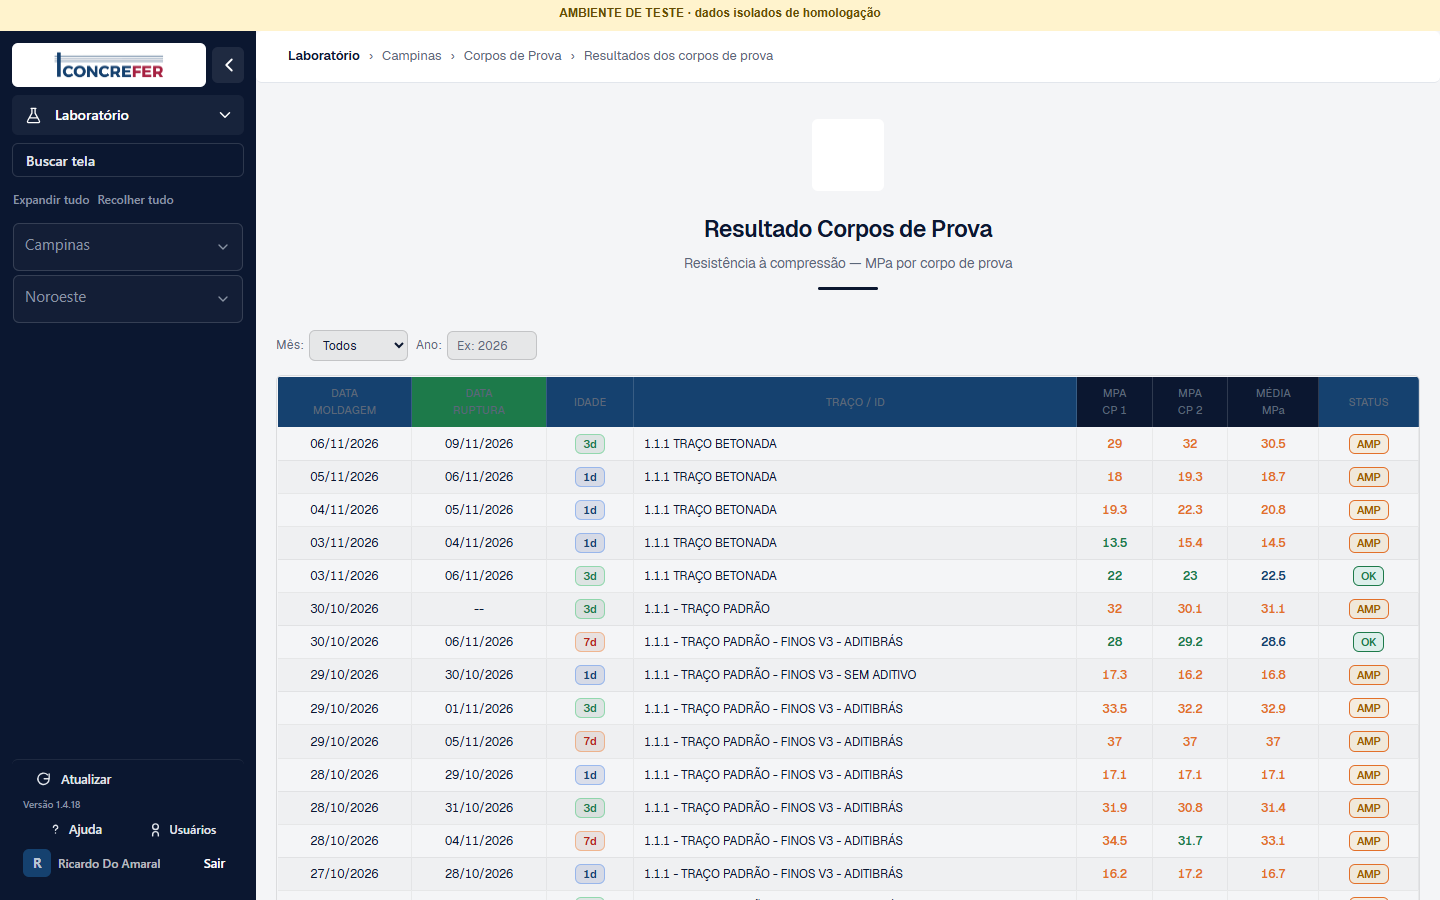 AMBIENTE DE TESTE · dados isolados de homologação
CONCREFER
Laboratório
Buscar tela
Expandir tudo Recolher tudo
Campinas
Noroeste
Atualizar
Versão 1.4.18
? Ajuda Usuários
R Ricardo Do Amaral Sair
Laboratório › Campinas › Corpos de Prova › Resultados dos corpos de prova
Resultado Corpos de Prova
Resistência à compressão — MPa por corpo de prova
Mês: Todos Ano: Ex: 2026
DATA MOLDAGEM DATA RUPTURA IDADE TRAÇO / ID MPA CP 1 MPA CP 2 MÉDIA MPa STATUS
06/11/2026 09/11/2026 3d 1.1.1 TRAÇO BETONADA 29 32 30.5 AMP
05/11/2026 06/11/2026 1d 1.1.1 TRAÇO BETONADA 18 19.3 18.7 AMP
04/11/2026 05/11/2026 1d 1.1.1 TRAÇO BETONADA 19.3 22.3 20.8 AMP
03/11/2026 04/11/2026 1d 1.1.1 TRAÇO BETONADA 13.5 15.4 14.5 AMP
03/11/2026 06/11/2026 3d 1.1.1 TRAÇO BETONADA 22 23 22.5 OK
30/10/2026 -- 3d 1.1.1 - TRAÇO PADRÃO 32 30.1 31.1 AMP
30/10/2026 06/11/2026 7d 1.1.1 - TRAÇO PADRÃO - FINOS V3 - ADITIBRÁS 28 29.2 28.6 OK
29/10/2026 30/10/2026 1d 1.1.1 - TRAÇO PADRÃO - FINOS V3 - SEM ADITIVO 17.3 16.2 16.8 AMP
29/10/2026 01/11/2026 3d 1.1.1 - TRAÇO PADRÃO - FINOS V3 - ADITIBRÁS 33.5 32.2 32.9 AMP
29/10/2026 05/11/2026 7d 1.1.1 - TRAÇO PADRÃO - FINOS V3 - ADITIBRÁS 37 37 37 AMP
28/10/2026 29/10/2026 1d 1.1.1 - TRAÇO PADRÃO - FINOS V3 - ADITIBRÁS 17.1 17.1 17.1 AMP
28/10/2026 31/10/2026 3d 1.1.1 - TRAÇO PADRÃO - FINOS V3 - ADITIBRÁS 31.9 30.8 31.4 AMP
28/10/2026 04/11/2026 7d 1.1.1 - TRAÇO PADRÃO - FINOS V3 - ADITIBRÁS 34.5 31.7 33.1 AMP
27/10/2026 28/10/2026 1d 1.1.1 - TRAÇO PADRÃO - FINOS V3 - ADITIBRÁS 16.2 17.2 16.7 AMP